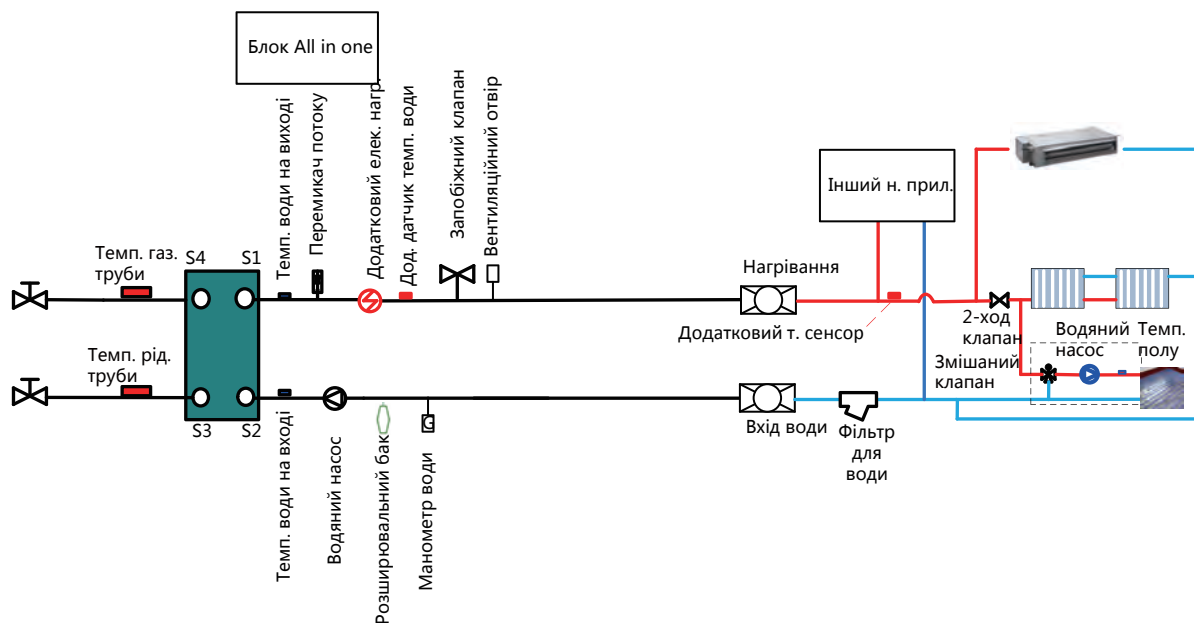 Блок All in one
Темп. води на виході
Перемикач потоку
Додатковий елек. нагр.
Дод. датчик темп. води
Запобіжний клапан
Вентиляційний отвір
Інший н. прил.
Темп. газ.
труби
S4
S1
Нагрівання
Додатковий т. сенсор
2-ход
клапан
Водяний
насос
Темп.
полу
Змішаний
клапан
Темп. рід.
труби
S3
S2
G
Вхід води
Фільтр
для
води
Темп. води на вході
Водяний насос
Розширювальний бак
Манометр води